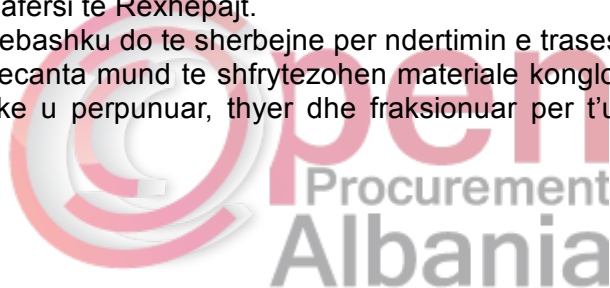 afersi te Rexhepajt.
ebashku do te sherbejne per ndertimin e trases
ecanta mund te shfrytezohen materiale konglo
ke u perpunuar, thyer dhe fraksionuar per t'u
Open
Procurement
Albania